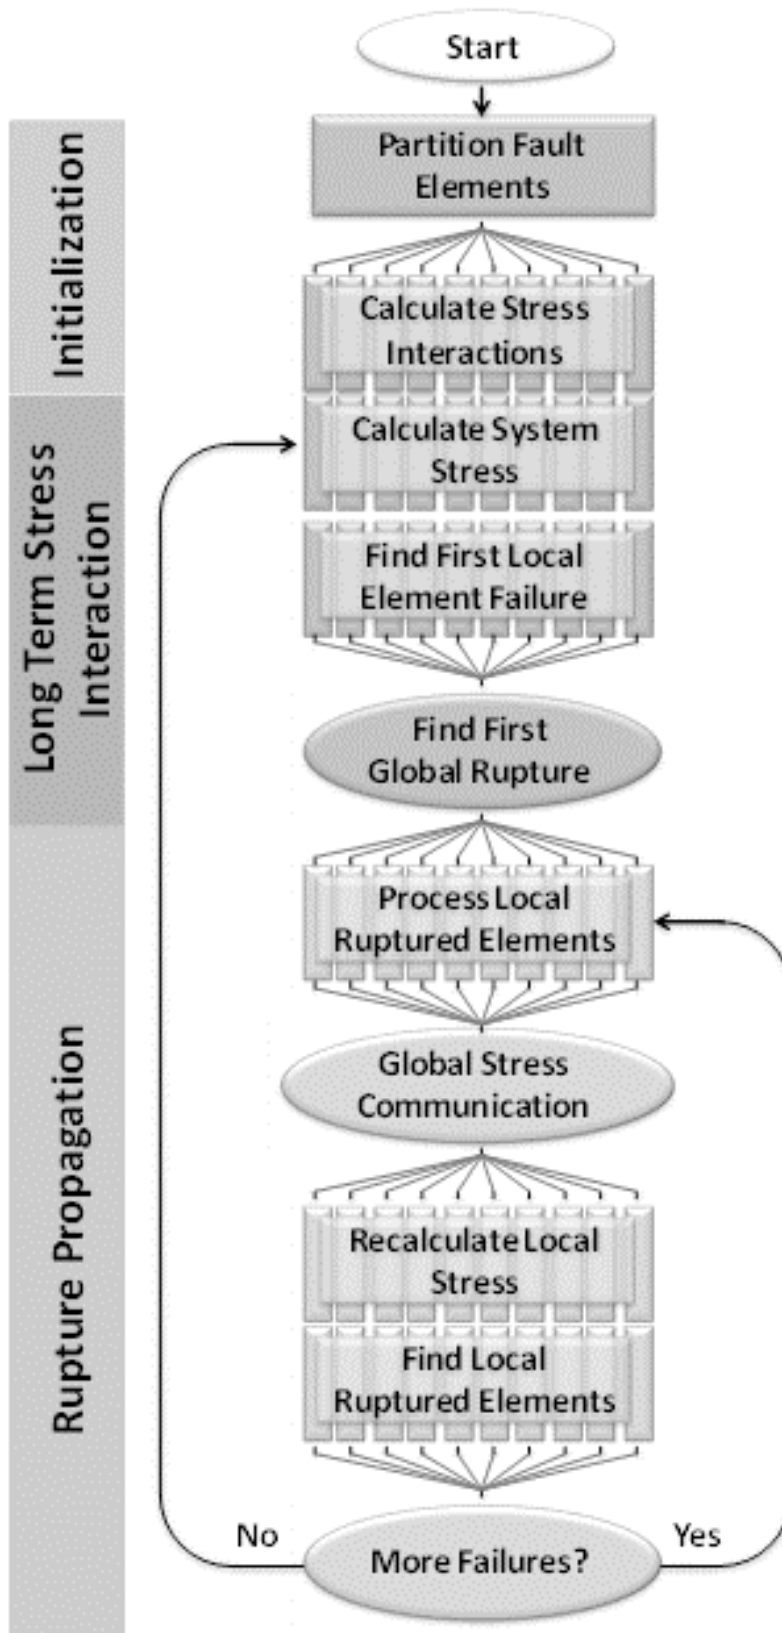 Start
Initialization
Partition Fault
Elements
Calculate Stress
Interactions
Long Term Stress
Interaction
Calculate System
Stress
Find First Local
Element Failure
Find First
Global Rupture
Rupture Propagation
Process Local
Ruptured Elements
Global Stress
Communication
Recalculate Local
Stress
Find Local
Ruptured Elements
No
More Failures?
Yes